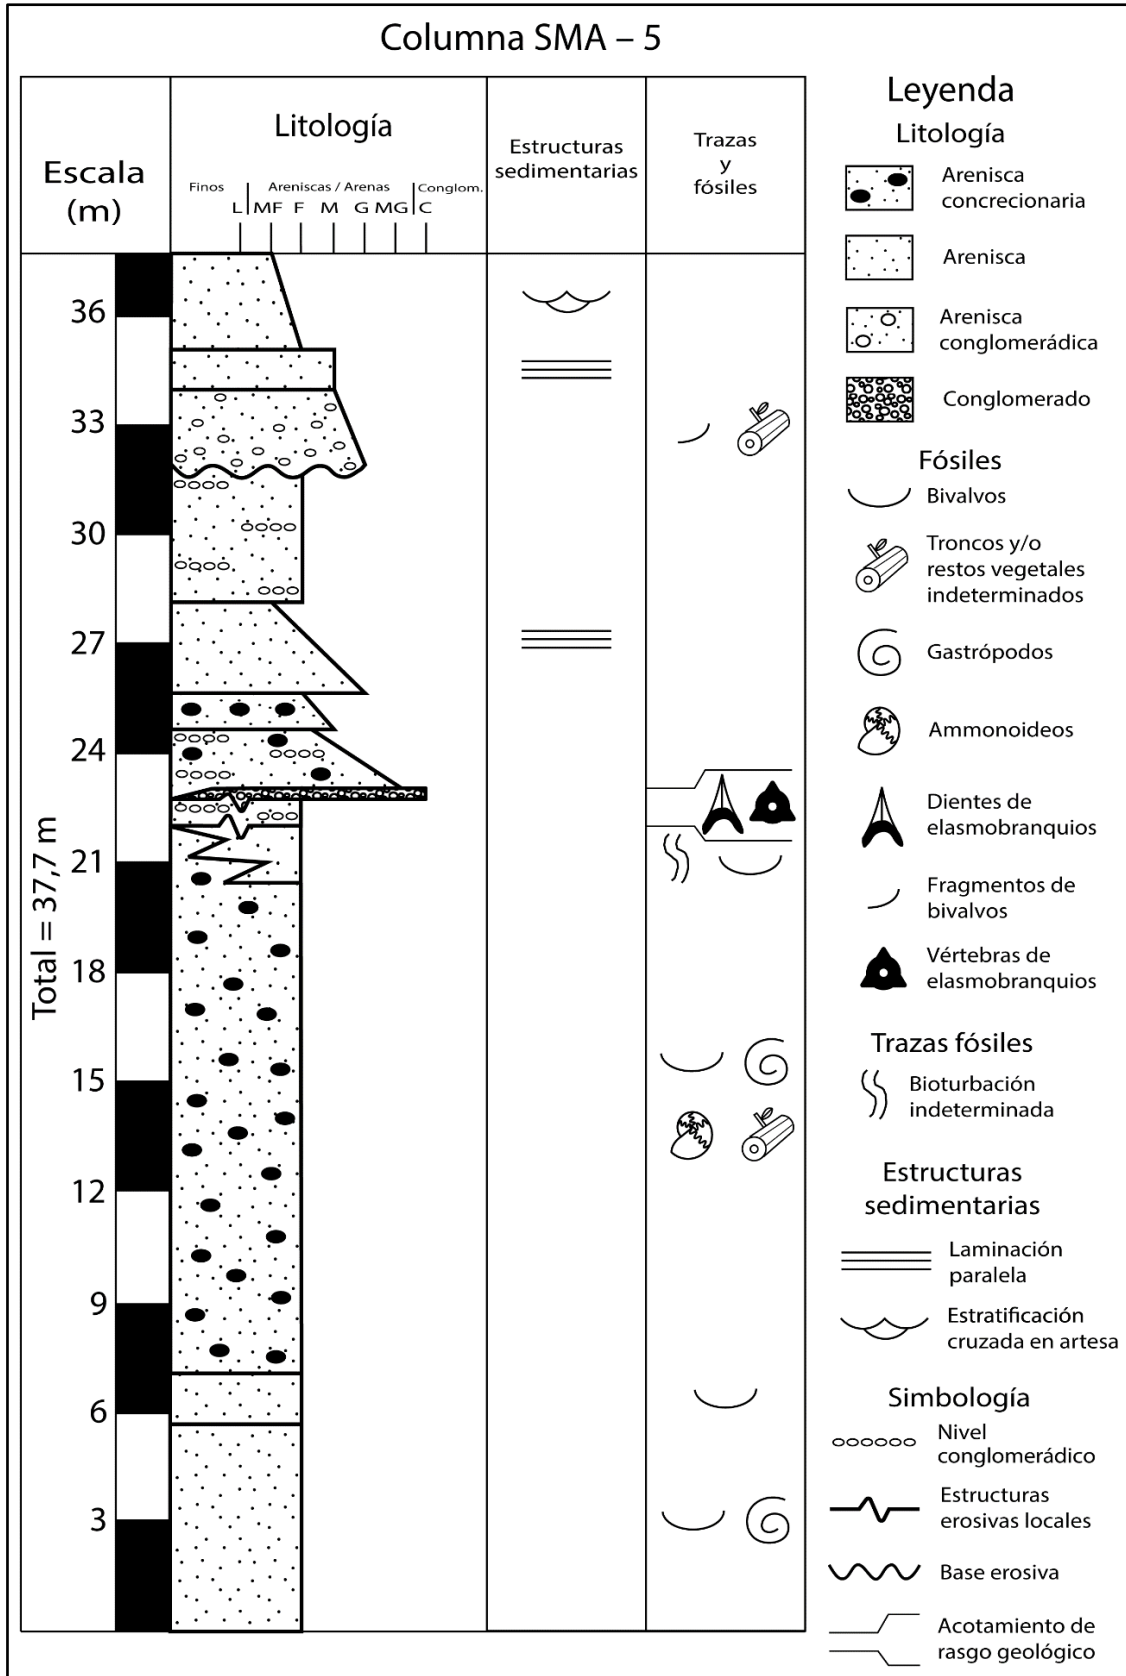 Columna SMA – 5
Escala
(m)
Litología
Finos
Areniscas / Arenas
Conglom.
L MF F M G MG C
Estructuras
sedimentarias
Trazas
y
fósiles
36
33
30
27
24
21
18
15
12
9
6
3
Total = 37,7 m
Leyenda
Litología
Arenisca
concrecionaria
Arenisca
Arenisca
conglomerádica
Conglomerado
Fósiles
Bivalvos
Troncos y/o
restos vegetales
indeterminados
Gastrópodos
Ammonoideos
Dientes de
elasmobranquios
Fragmentos de
bivalvos
Vértebras de
elasmobranquios
Trazas fósiles
Bioturbación
indeterminada
Estructuras
sedimentarias
Laminación
paralela
Estratificación
cruzada en artesa
Simbología
Nivel
conglomerádico
Estructuras
erosivas locales
Base erosiva
Acotamiento de
rasgo geológico